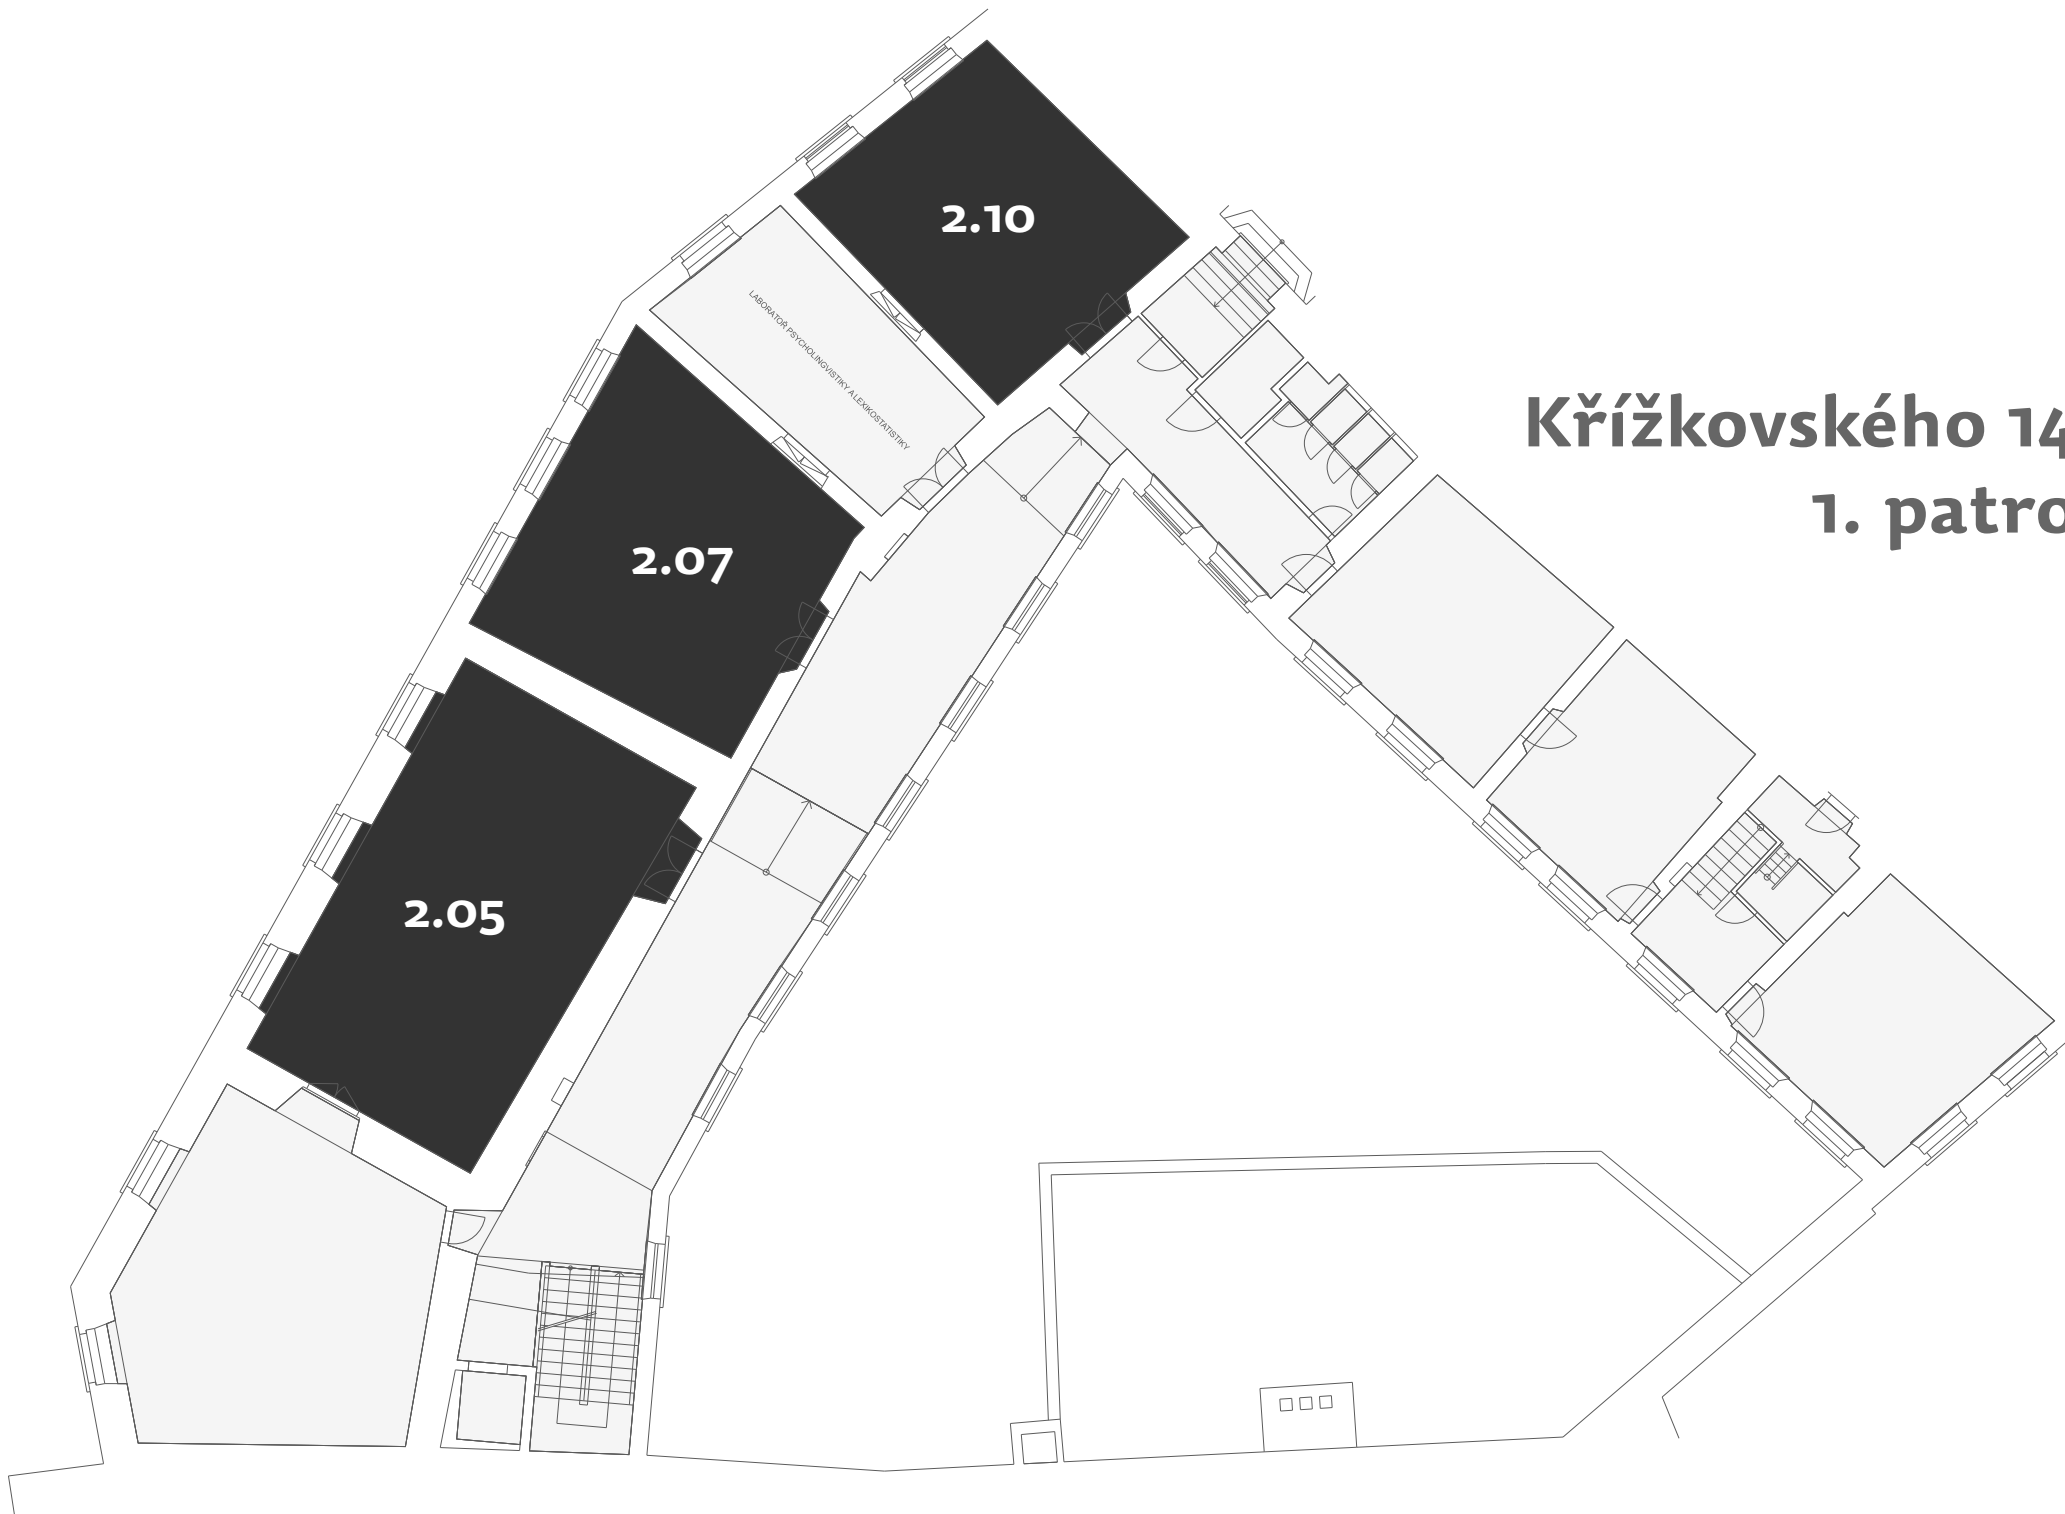 2.10
LABORATOŘ PSYCHOLINGVISTIKY A LEXIKOSTATISTIKY
Křížkovského 14
1. patro
2.07
2.05